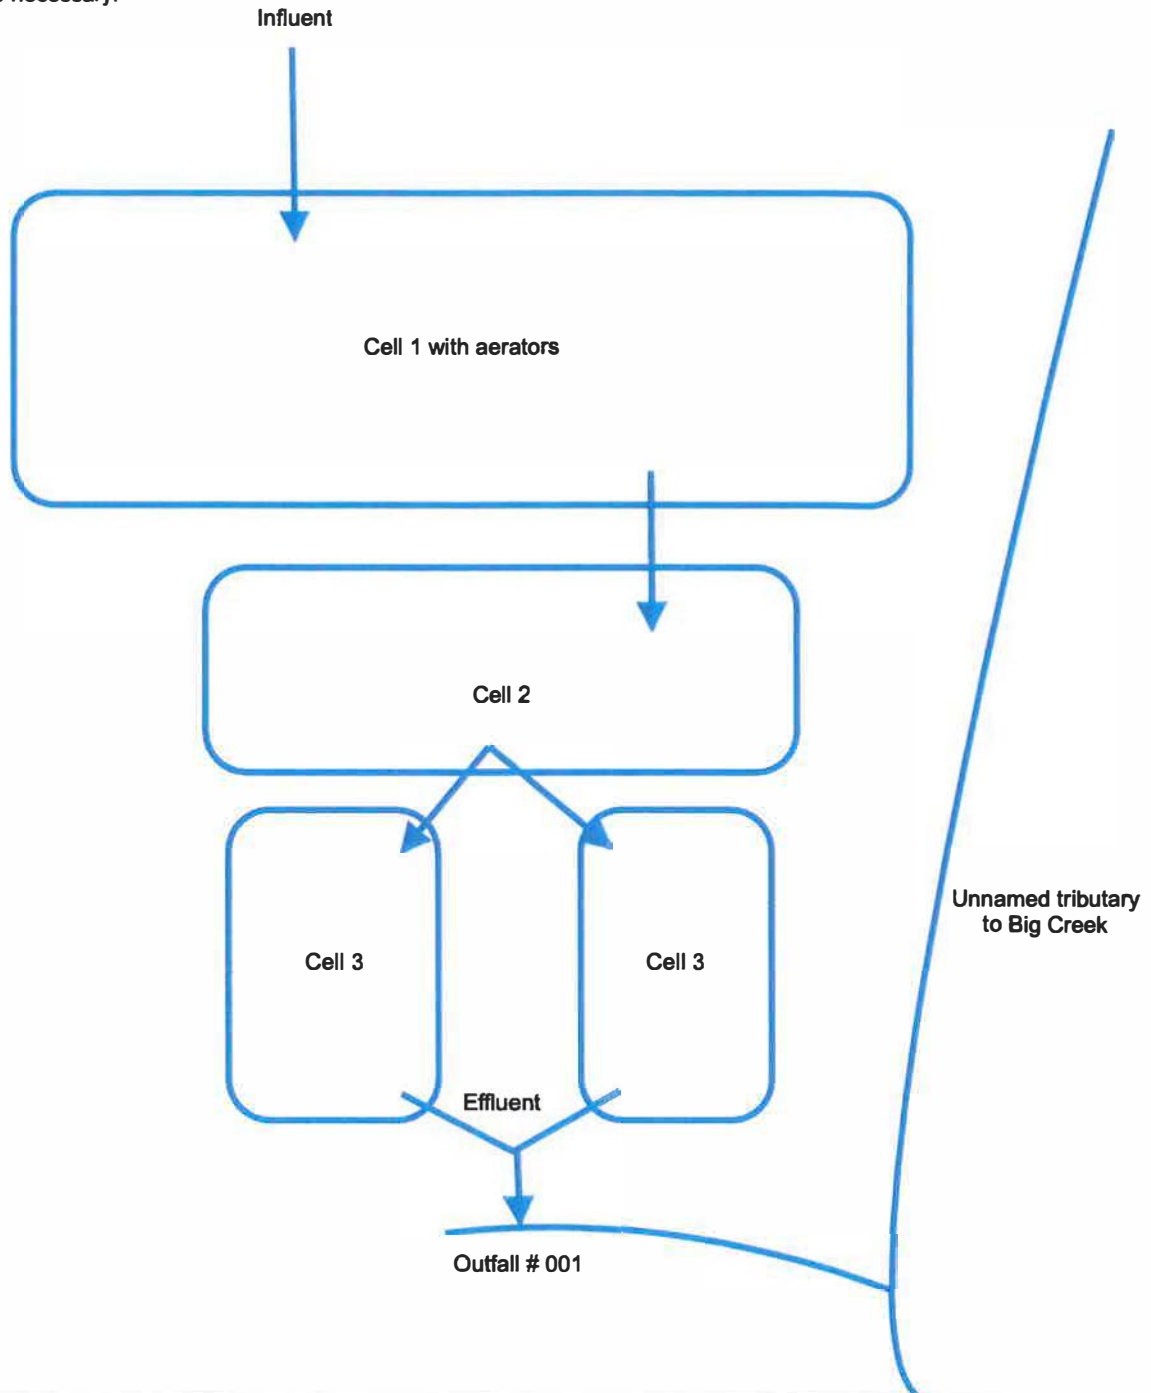 necessary.
Influent
Cell 1 with aerators
Cell 2
Cell 3
Cell 3
Unnamed tributary
to Big Creek
Effluent
Outfall # 001